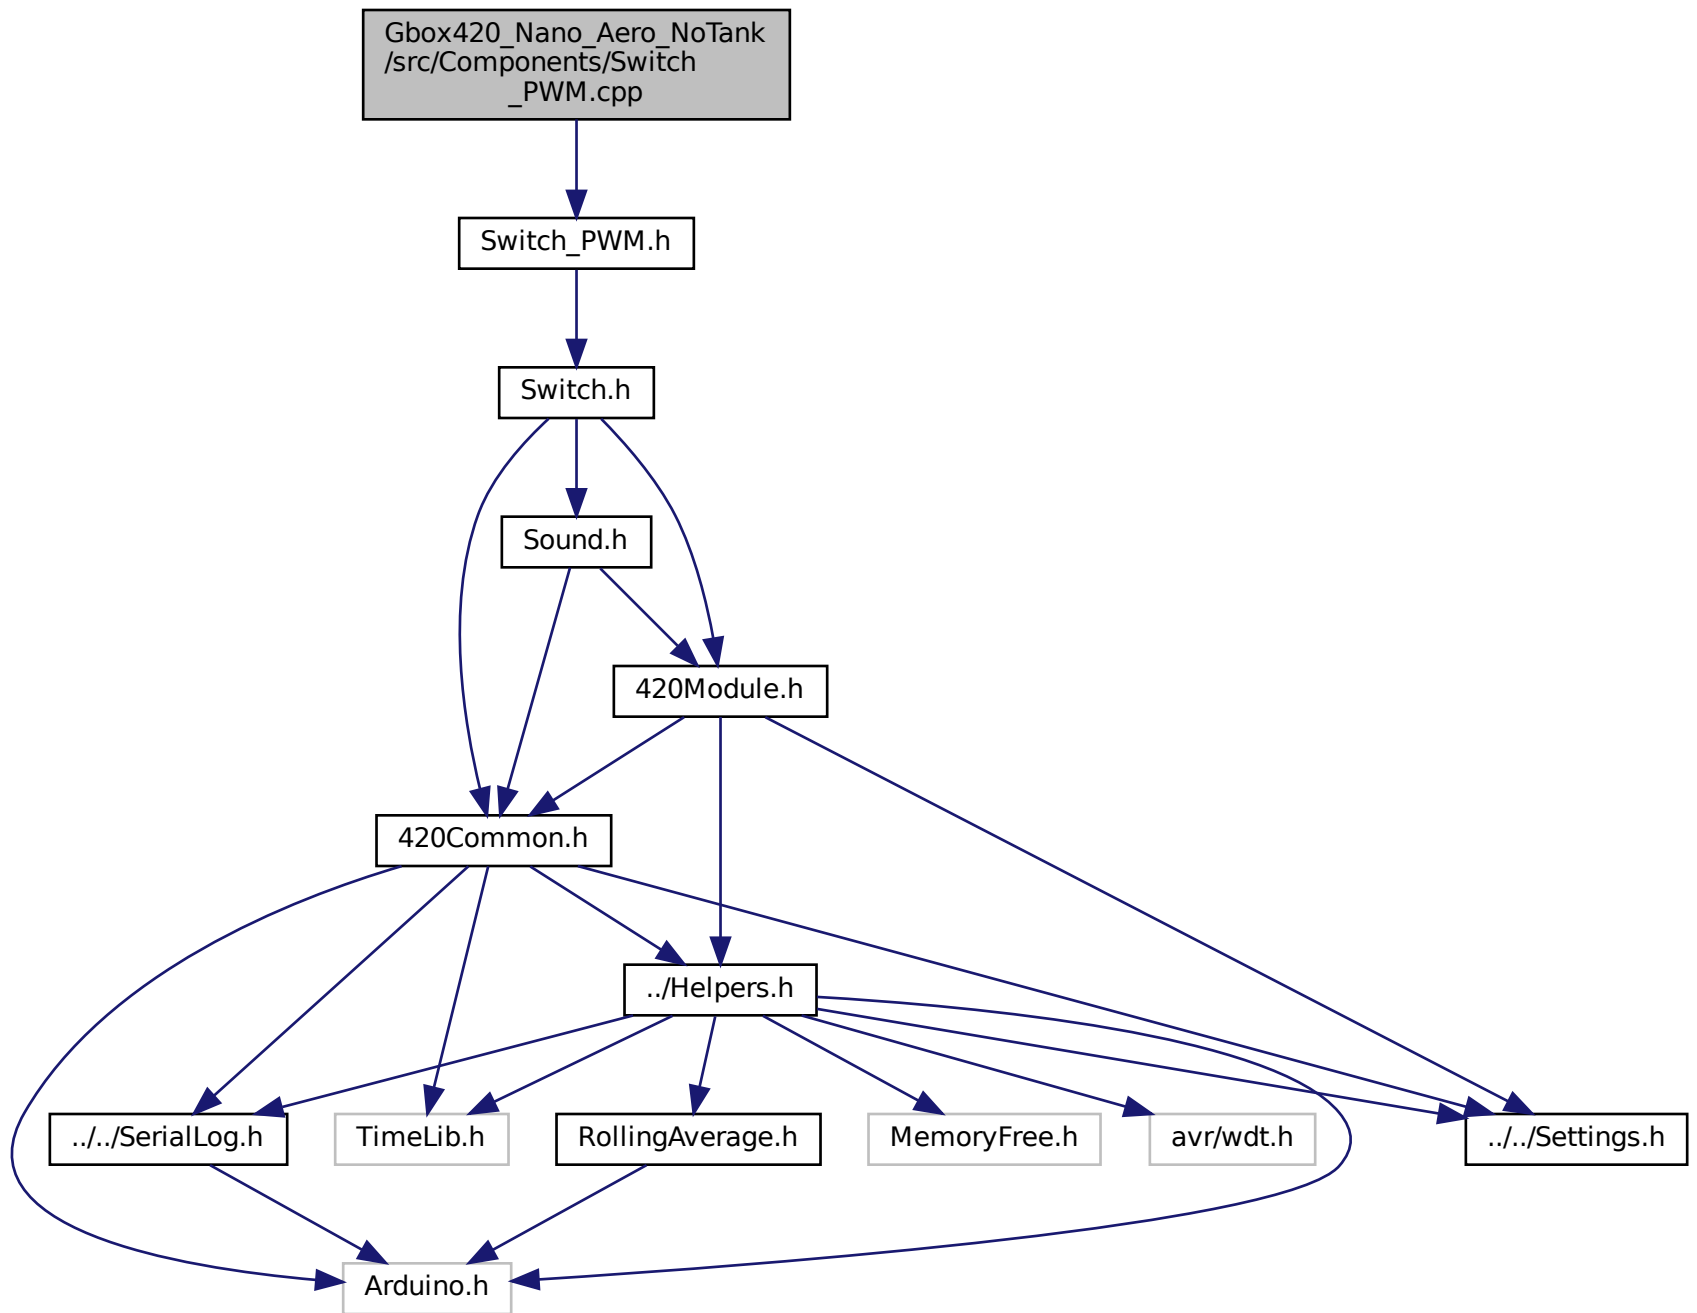 Gbox420_Nano_Aero_NoTank
/src/Components/Switch
_PWM.cpp
Switch_PWM.h
Switch.h
Sound.h
420Module.h
420Common.h
../Helpers.h
../../SerialLog.h
TimeLib.h
RollingAverage.h
MemoryFree.h
avr/wdt.h
../../Settings.h
Arduino.h